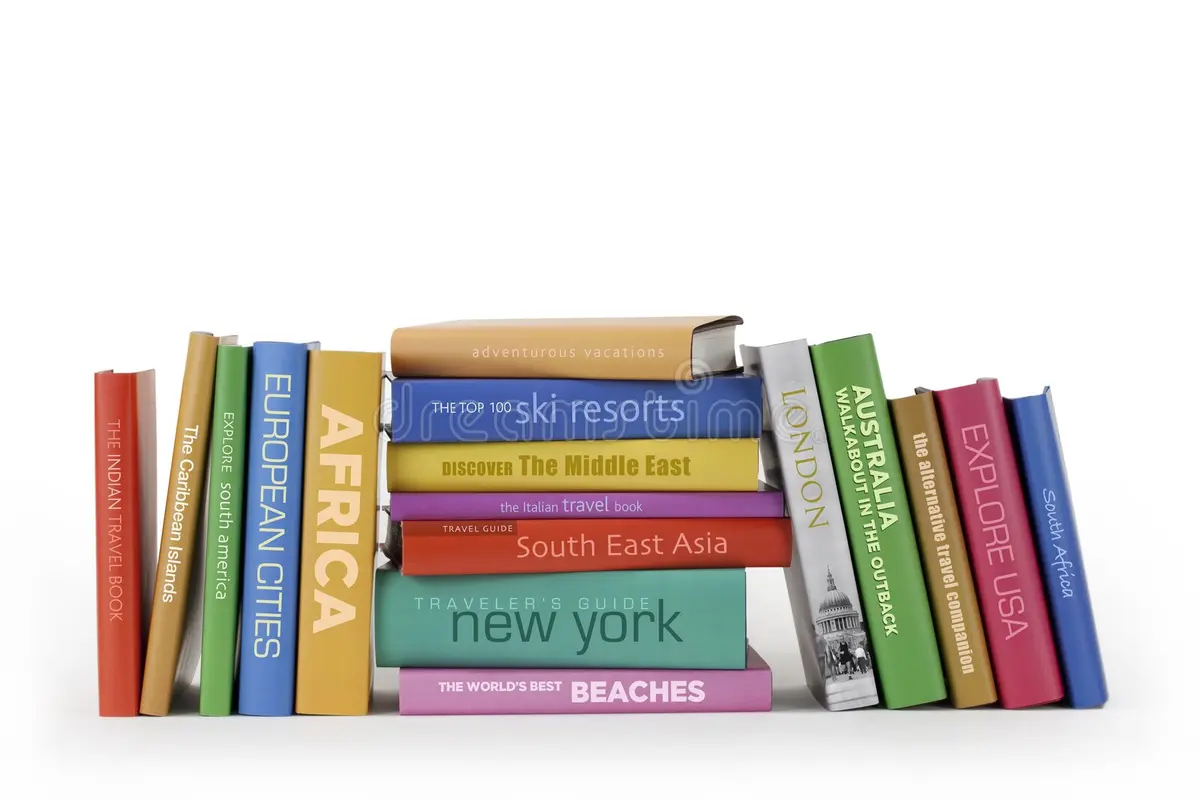 THE INDIAN TRAVEL BOOK
The Caribbean Islands
EXPLORE south america
EUROPEAN CITIES
AFRICA
adventurous vacations
THE TOP 100 ski resorts
DISCOVER The Middle East
the Italian travel book
TRAVEL GUIDE
South East Asia
TRAVELER'S GUIDE
new york
THE WORLD'S BEST BEACHES
LONDON
AUSTRALIA
WALKABOUT IN THE OUTBACK
the alternative travel companion
EXPLORE USA
South Africa
dreamstime.com